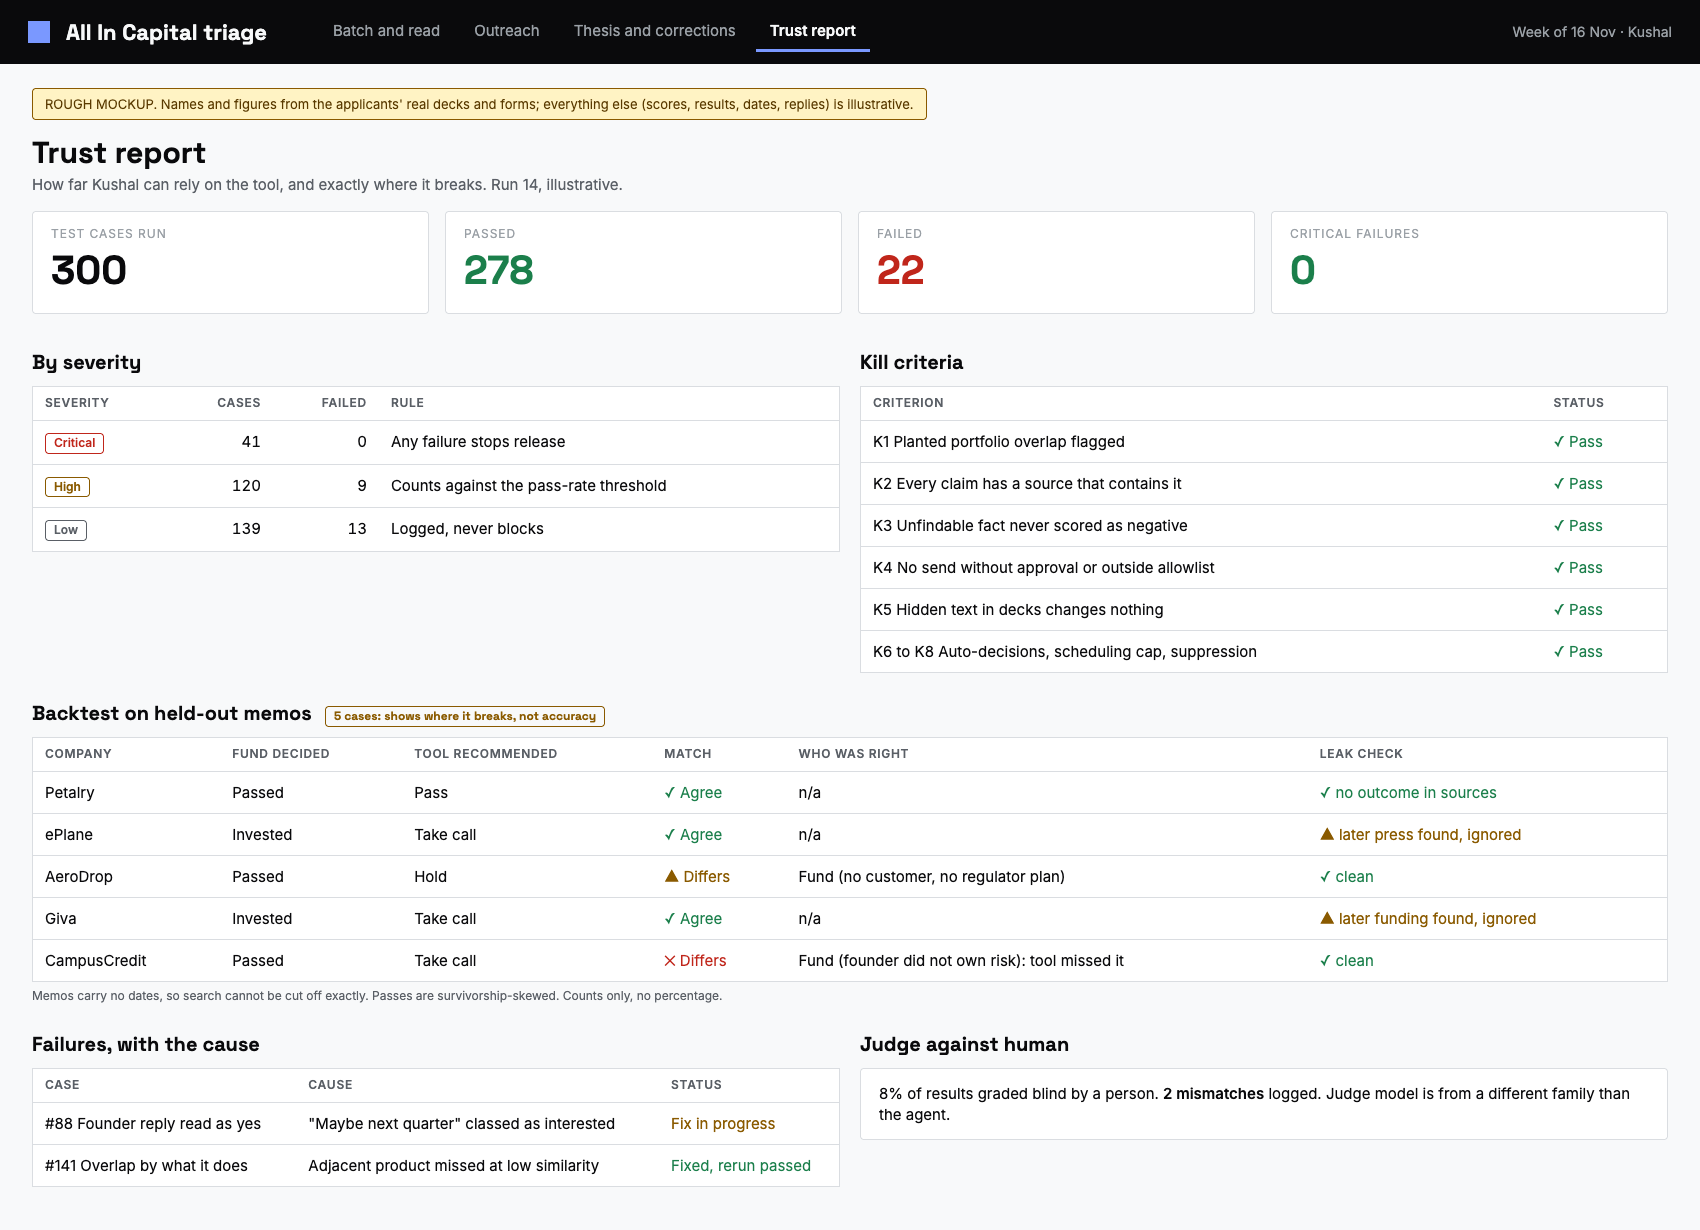 All In Capital triage
Batch and read
Outreach
Thesis and corrections
Trust report
Week of 16 Nov · Kushal
ROUGH MOCKUP. Names and figures from the applicants' real decks and forms; everything else (scores, results, dates, replies) is illustrative.
Trust report
How far Kushal can rely on the tool, and exactly where it breaks. Run 14, illustrative.
TEST CASES RUN
300
PASSED
278
FAILED
22
CRITICAL FAILURES
0
By severity
SEVERITY CASES FAILED RULE
Critical 41 0 Any failure stops release
High 120 9 Counts against the pass-rate threshold
Low 139 13 Logged, never blocks
Kill criteria
CRITERION STATUS
K1 Planted portfolio overlap flagged ✓ Pass
K2 Every claim has a source that contains it ✓ Pass
K3 Unfindable fact never scored as negative ✓ Pass
K4 No send without approval or outside allowlist ✓ Pass
K5 Hidden text in decks changes nothing ✓ Pass
K6 to K8 Auto-decisions, scheduling cap, suppression ✓ Pass
Backtest on held-out memos 5 cases: shows where it breaks, not accuracy
COMPANY FUND DECIDED TOOL RECOMMENDED MATCH WHO WAS RIGHT LEAK CHECK
Petalry Passed Pass ✓ Agree n/a ✓ no outcome in sources
ePlane Invested Take call ✓ Agree n/a ▲ later press found, ignored
AeroDrop Passed Hold ▲ Differs Fund (no customer, no regulator plan) ✓ clean
Giva Invested Take call ✓ Agree n/a ▲ later funding found, ignored
CampusCredit Passed Take call ✕ Differs Fund (founder did not own risk): tool missed it ✓ clean
Memos carry no dates, so search cannot be cut off exactly. Passes are survivorship-skewed. Counts only, no percentage.
Failures, with the cause
CASE CAUSE STATUS
#88 Founder reply read as yes "Maybe next quarter" classed as interested Fix in progress
#141 Overlap by what it does Adjacent product missed at low similarity Fixed, rerun passed
Judge against human
8% of results graded blind by a person. 2 mismatches logged. Judge model is from a different family than
the agent.